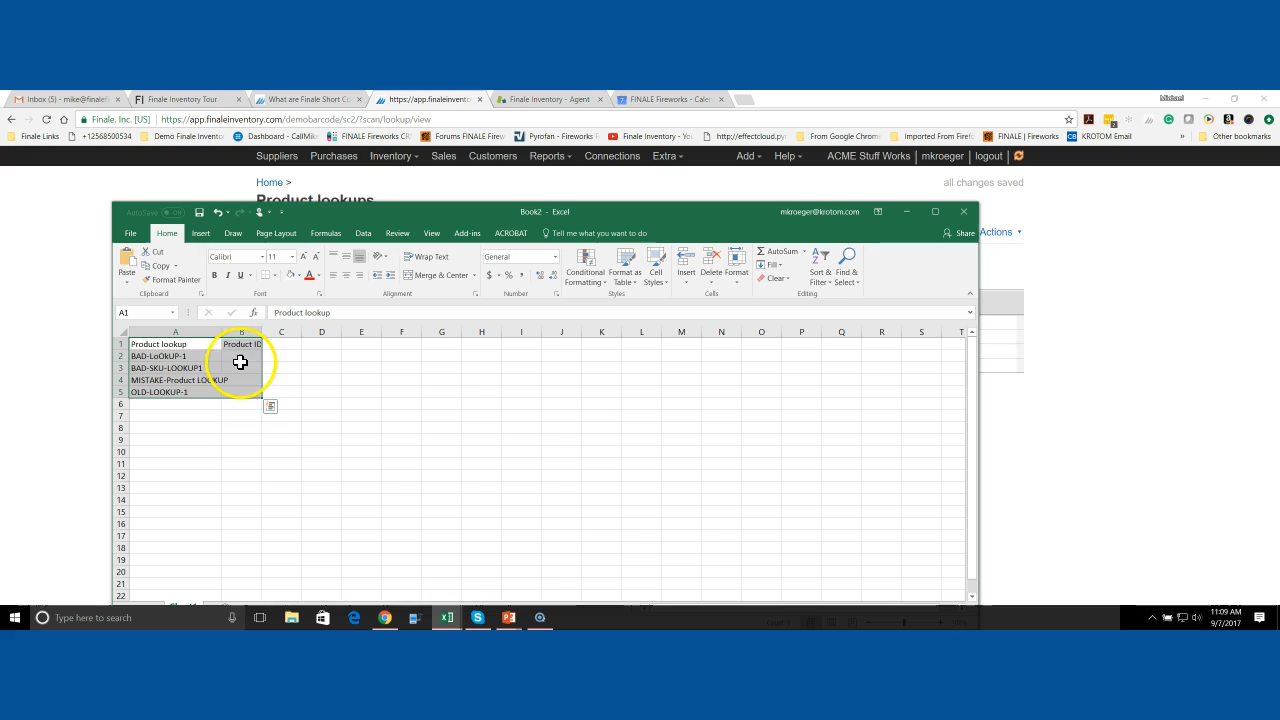 Inbox (5) - mike@finalef
Finale Inventory Tour
What are Finale Short Co
https://app.finaleinvento
Finale Inventory - Agent
FINALE Fireworks - Calen
Finale, Inc. [US]
https://app.finaleinventory.com/demobarcode/sc2/?scan/lookup/view
Finale Links
+12568500534
Demo Finale Invento
Dashboard - CallMak
FINALE Fireworks CR
Forums FINALE Firew
Pyrofan - Fireworks
Finale Inventory - Yo
http://effectcloud.py
From Google Chrome
Imported From Firef
FINALE | Fireworks
KROTOM Email
»
Other bookmarks
Suppliers Purchases Inventory Sales Customers Reports Connections Extra Add Help ACME Stuff Works mkroeger logout
Home >
all changes saved
Product lookups
Actions
AutoSave Off
Book2 - Excel
mkroeger@krotom.com
File Home Insert Draw Page Layout Formulas Data Review View Add-ins ACROBAT Tell me what you want to do Share
Paste
Cut
Copy
Format Painter
Clipboard
Calibri 11
B I U
Font
Wrap Text
Merge & Center
Alignment
General
$ % ,
Number
Conditional Formatting
Format as Table
Cell Styles
Styles
Insert Delete Format
Cells
AutoSum
Fill
Clear
Sort & Filter
Find & Select
Editing
A1 fx Product lookup
A B C D E F G H I J K L M N O P Q R S T
1 Product lookup Product ID
2 BAD-LoOkUP-1
3 BAD-SKU-LOOKUP1
4 MISTAKE-Product LOOKUP
5 OLD-LOOKUP-1
6
7
8
9
10
11
12
13
14
15
16
17
18
19
20
21
22
Type here to search
11:09 AM
9/7/2017